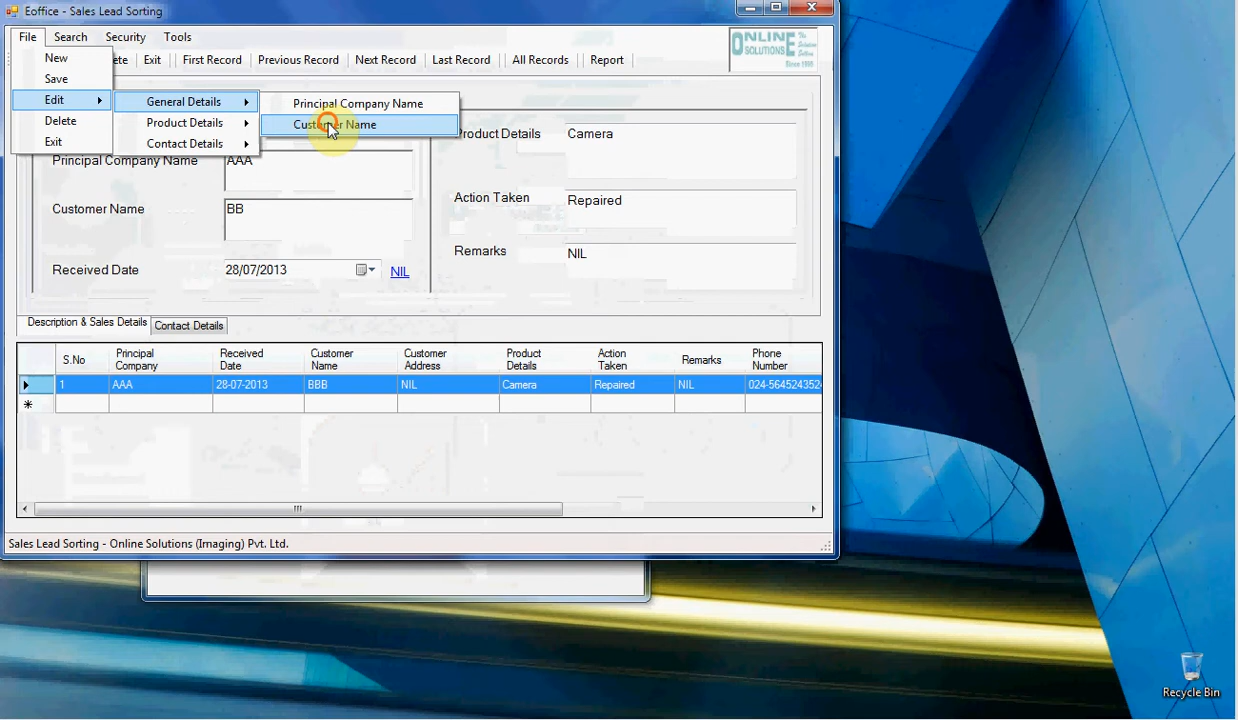 Eoffice - Sales Lead Sorting
File Search Security Tools
ete Exit First Record Previous Record Next Record Last Record All Records Report
ONLINE SOLUTIONS The Solution Sellers Since 1995
New
Save
Edit
Delete
Exit
General Details
Product Details
Contact Details
Principal Company Name
Customer Name
Principal Company Name AAA
Customer Name BB
Received Date 28/07/2013 NIL
Product Details Camera
Action Taken Repaired
Remarks NIL
Description & Sales Details Contact Details
S.No Principal Company Received Date Customer Name Customer Address Product Details Action Taken Remarks Phone Number
1 AAA 28-07-2013 BBB NIL Camera Repaired NIL 024-5645243524
Sales Lead Sorting - Online Solutions (Imaging) Pvt. Ltd.
Recycle Bin